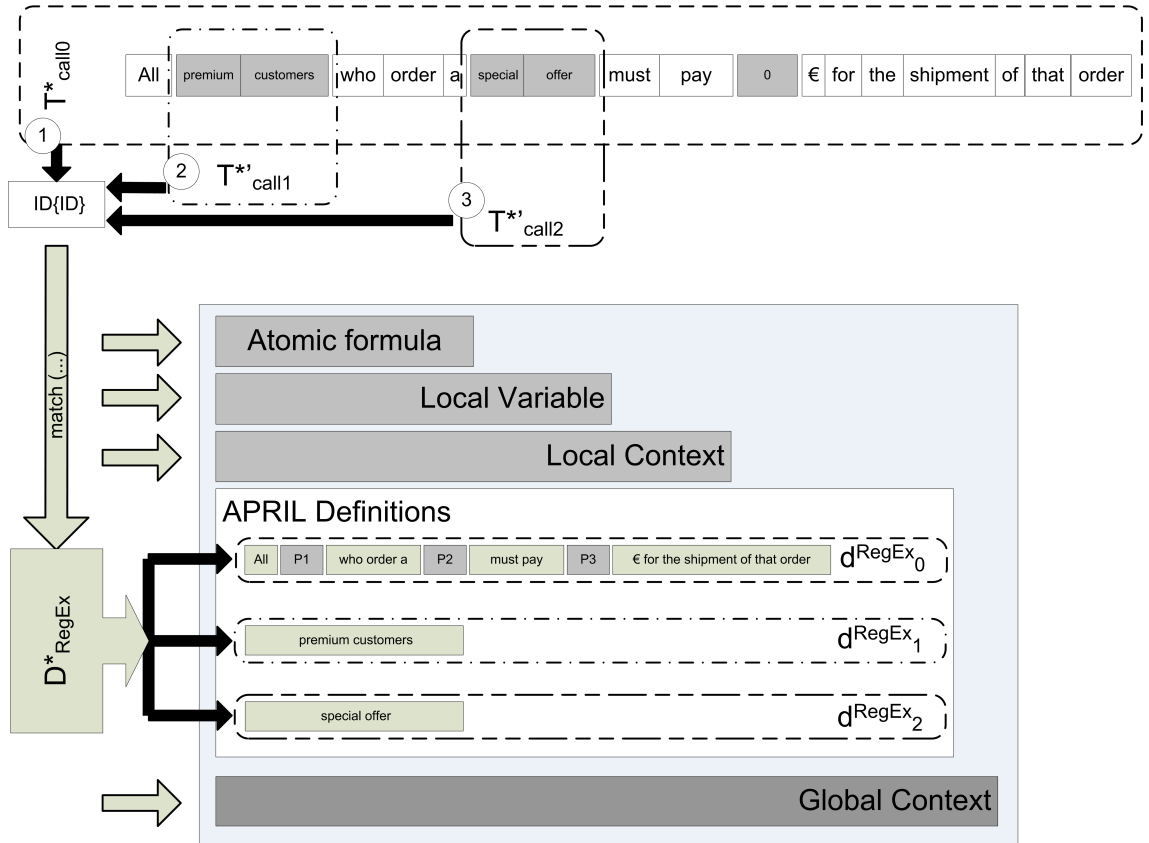 T*call0
All premium customers who order a special offer must pay 0 € for the shipment of that order
1
2
T*’call1
ID{ID}
3
T*’call2
match (...)
Atomic formula
Local Variable
Local Context
APRIL Definitions
All P1 who order a P2 must pay P3 € for the shipment of that order dRegEx0
D*RegEx
premium customers dRegEx1
special offer dRegEx2
Global Context